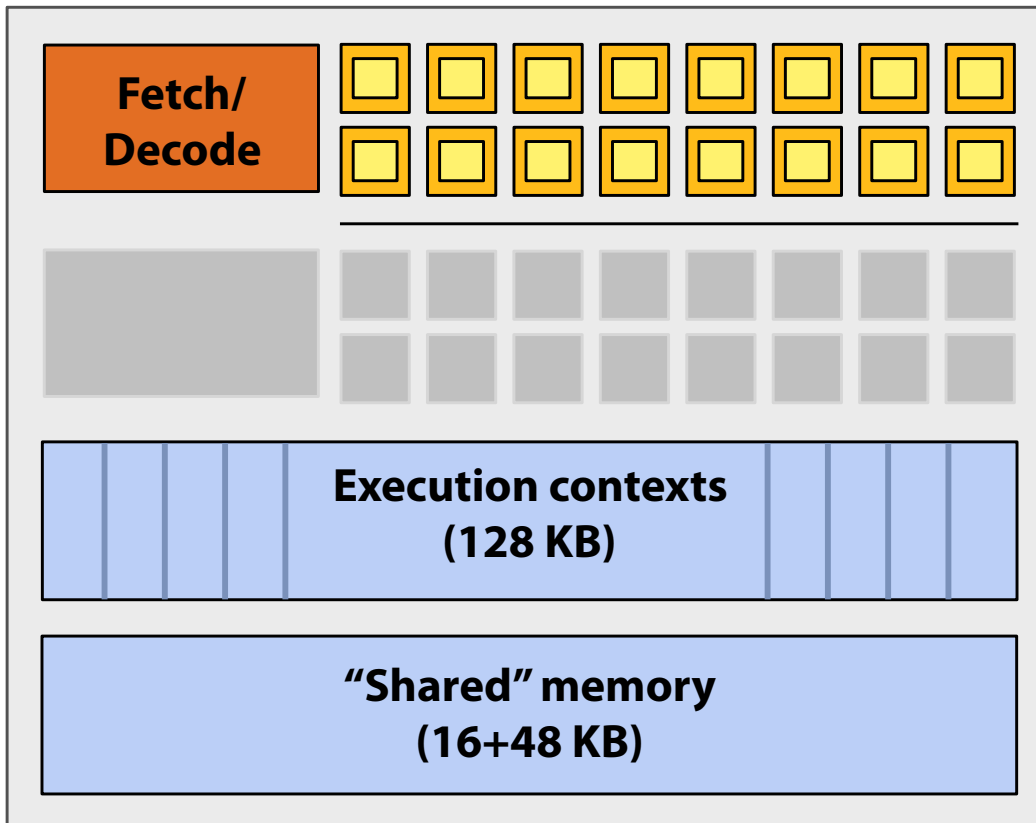 Fetch/
Decode
Execution contexts
(128 KB)
“Shared” memory
(16+48 KB)